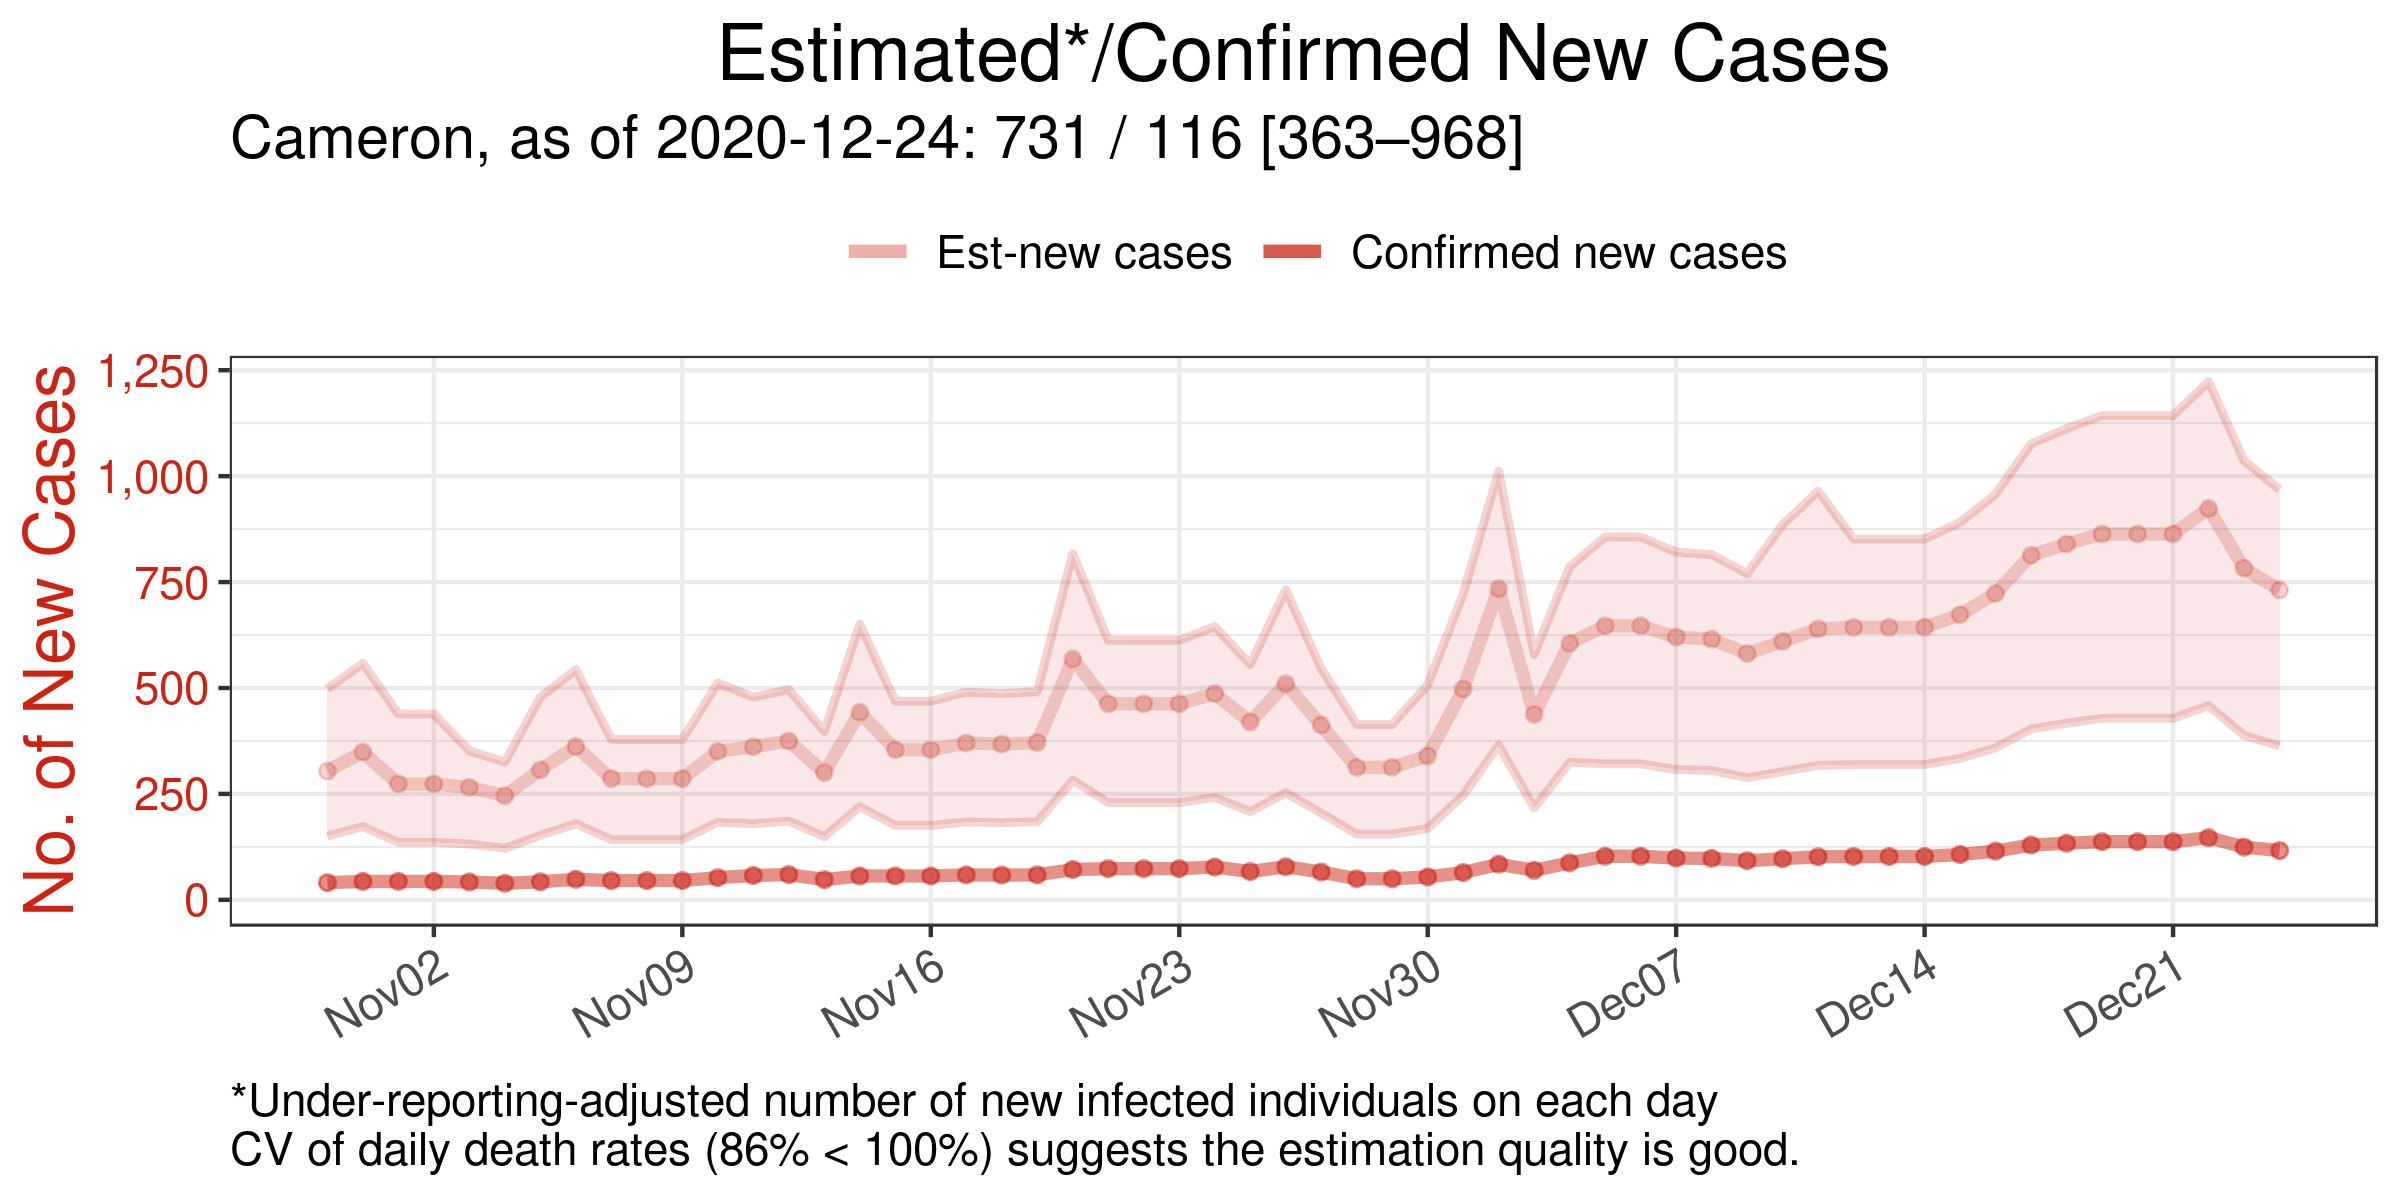 Estimated*/Confirmed New Cases
Cameron, as of 2020-12-24: 731 / 116 [363–968]
Est-new cases Confirmed new cases
No. of New Cases
1,250
1,000
750
500
250
0
Nov02 Nov09 Nov16 Nov23 Nov30 Dec07 Dec14 Dec21
*Under-reporting-adjusted number of new infected individuals on each day
CV of daily death rates (86% < 100%) suggests the estimation quality is good.